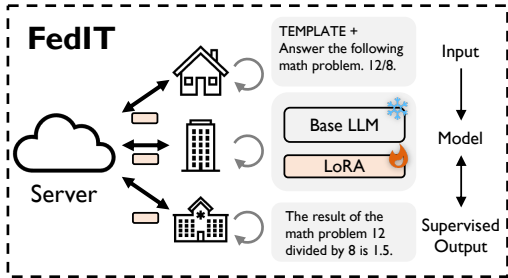 FedIT
TEMPLATE +
Answer the following
math problem. 12/8.
Input
Base LLM
Model
LoRA
Server
The result of the
math problem 12
divided by 8 is 1.5.
Supervised
Output